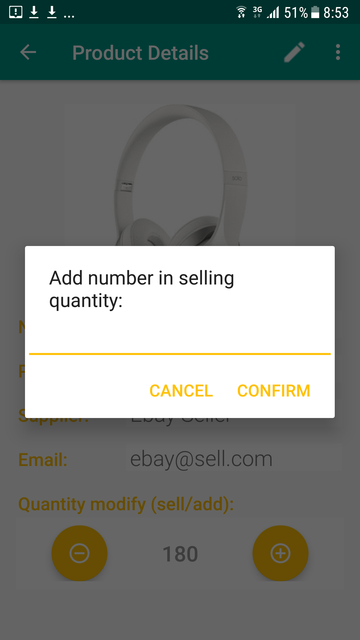 ... 3G 51% 8:53
Product Details
Add number in selling
quantity:
CANCEL CONFIRM
Supplier: Ebay Seller
Email: ebay@sell.com
Quantity modify (sell/add):
180